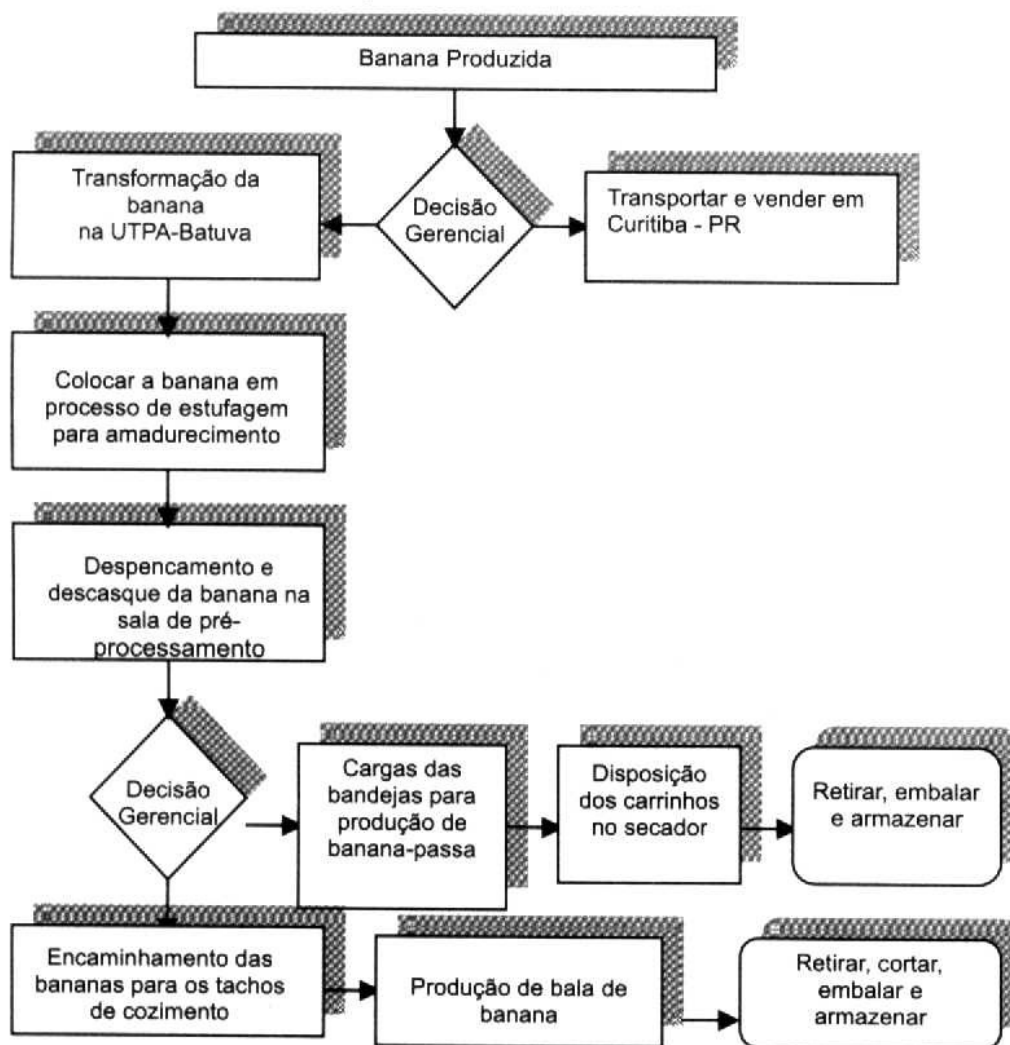 Banana Produzida
Transformação da
banana
na UTPA-Batuva
Decisão
Gerencial
Transportar e vender em
Curitiba - PR
Colocar a banana em
processo de estufagem
para amadurecimento
Despencamento e
descasque da banana na
sala de pré-
processamento
Decisão
Gerencial
Cargas das
bandejas para
produção de
banana-passa
Disposição
dos carrinhos
no secador
Retirar, embalar
e armazenar
Encaminhamento das
bananas para os tachos
de cozimento
Produção de bala de
banana
Retirar, cortar,
embalar e
armazenar